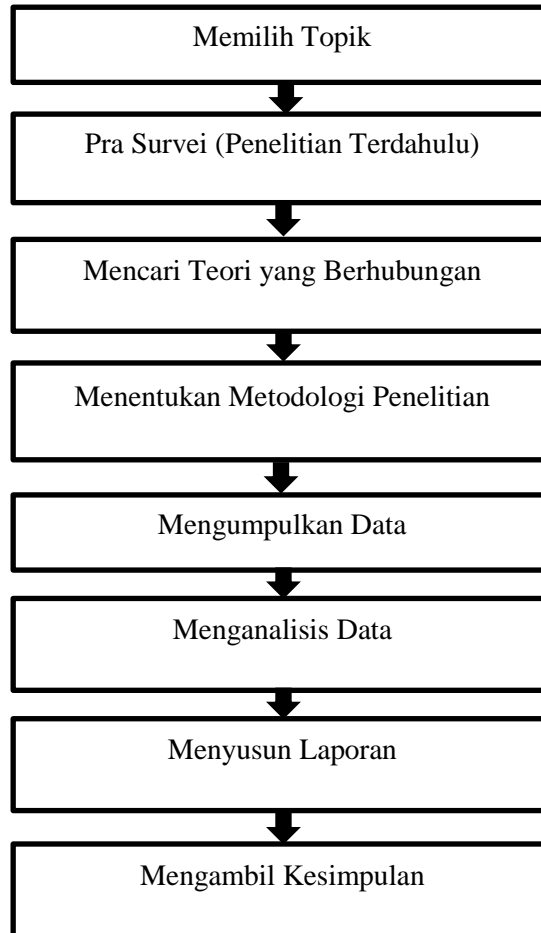 Memilih Topik
Pra Survei (Penelitian Terdahulu)
Mencari Teori yang Berhubungan
Menentukan Metodologi Penelitian
Mengumpulkan Data
Menganalisis Data
Menyusun Laporan
Mengambil Kesimpulan